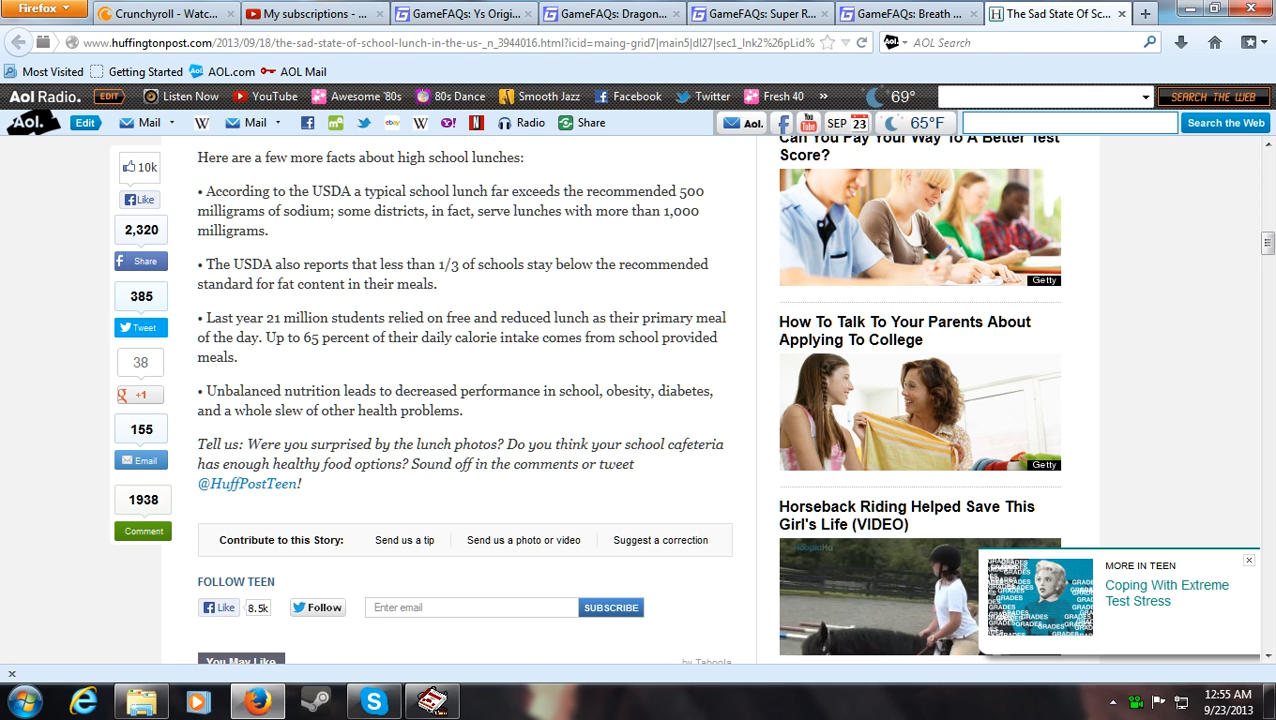 Firefox
Crunchyroll - Watc...
My subscriptions - ...
GameFAQs: Ys Origi...
GameFAQs: Dragon...
GameFAQs: Super R...
GameFAQs: Breath ...
The Sad State Of Sc...
www.huffingtonpost.com/2013/09/18/the-sad-state-of-school-lunch-in-the-us-_n_3944016.html?icid=maing-grid7|main5|dl27|sec1_lnk2%26pLid%
AOL Search
Most Visited
Getting Started
AOL.com
AOL Mail
Aol Radio.
EDIT
Listen Now
YouTube
Awesome '80s
80s Dance
Smooth Jazz
Facebook
Twitter
Fresh 40
»
69°
SEARCH THE WEB
Aol.
Edit
Mail
W
Mail
ebay
W
Y!
Radio
Share
Aol.
You Tube
SEP 23
65°F
Search the Web
10k
Like
2,320
Share
385
Tweet
38
+1
155
Email
1938
Comment
Here are a few more facts about high school lunches:
• According to the USDA a typical school lunch far exceeds the recommended 500
milligrams of sodium; some districts, in fact, serve lunches with more than 1,000
milligrams.
• The USDA also reports that less than 1/3 of schools stay below the recommended
standard for fat content in their meals.
• Last year 21 million students relied on free and reduced lunch as their primary meal
of the day. Up to 65 percent of their daily calorie intake comes from school provided
meals.
• Unbalanced nutrition leads to decreased performance in school, obesity, diabetes,
and a whole slew of other health problems.
Tell us: Were you surprised by the lunch photos? Do you think your school cafeteria
has enough healthy food options? Sound off in the comments or tweet
@HuffPostTeen!
Contribute to this Story:
Send us a tip
Send us a photo or video
Suggest a correction
FOLLOW TEEN
Like
8.5k
Follow
Enter email
SUBSCRIBE
You May Like
by Taboola
Can You Pay Your Way To A Better Test
Score?
Getty
How To Talk To Your Parents About
Applying To College
Getty
Horseback Riding Helped Save This
Girl's Life (VIDEO)
MORE IN TEEN
Coping With Extreme
Test Stress
GRADES
12:55 AM
9/23/2013